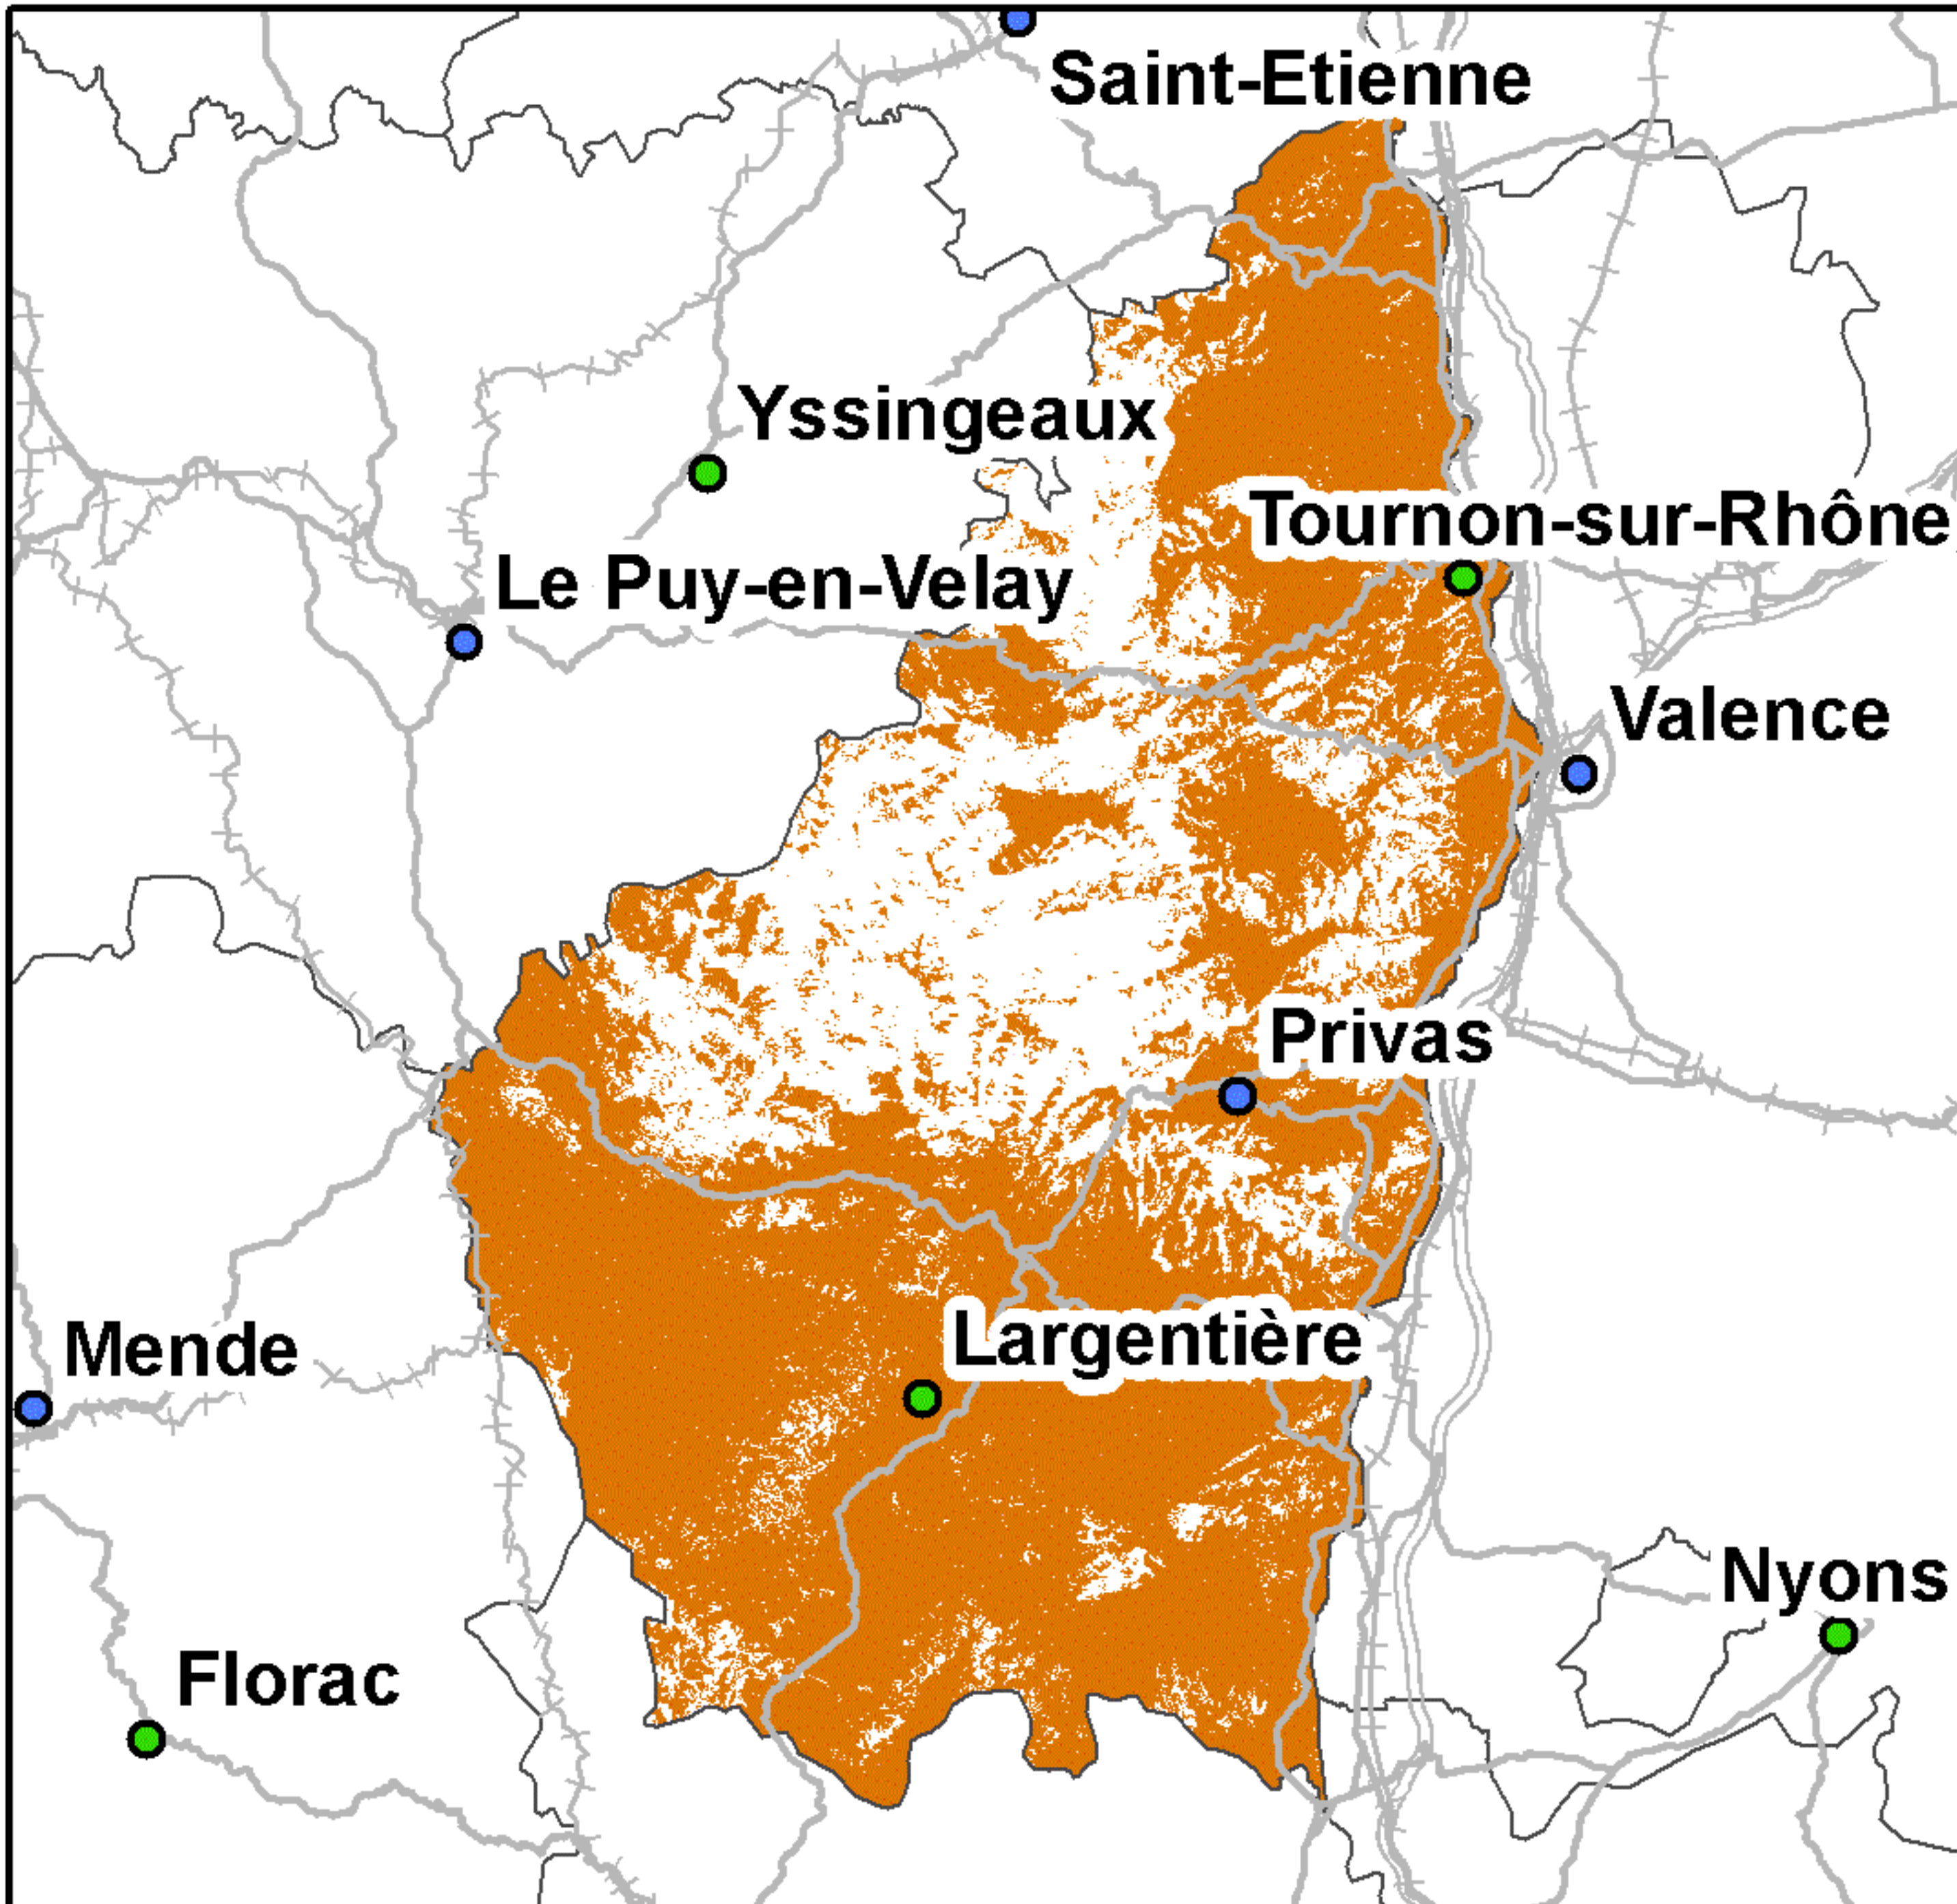 Saint-Etienne
Yssingeaux
Tournon-sur-Rhône
Le Puy-en-Velay
Valence
Privas
Largentière
Mende
Nyons
Florac